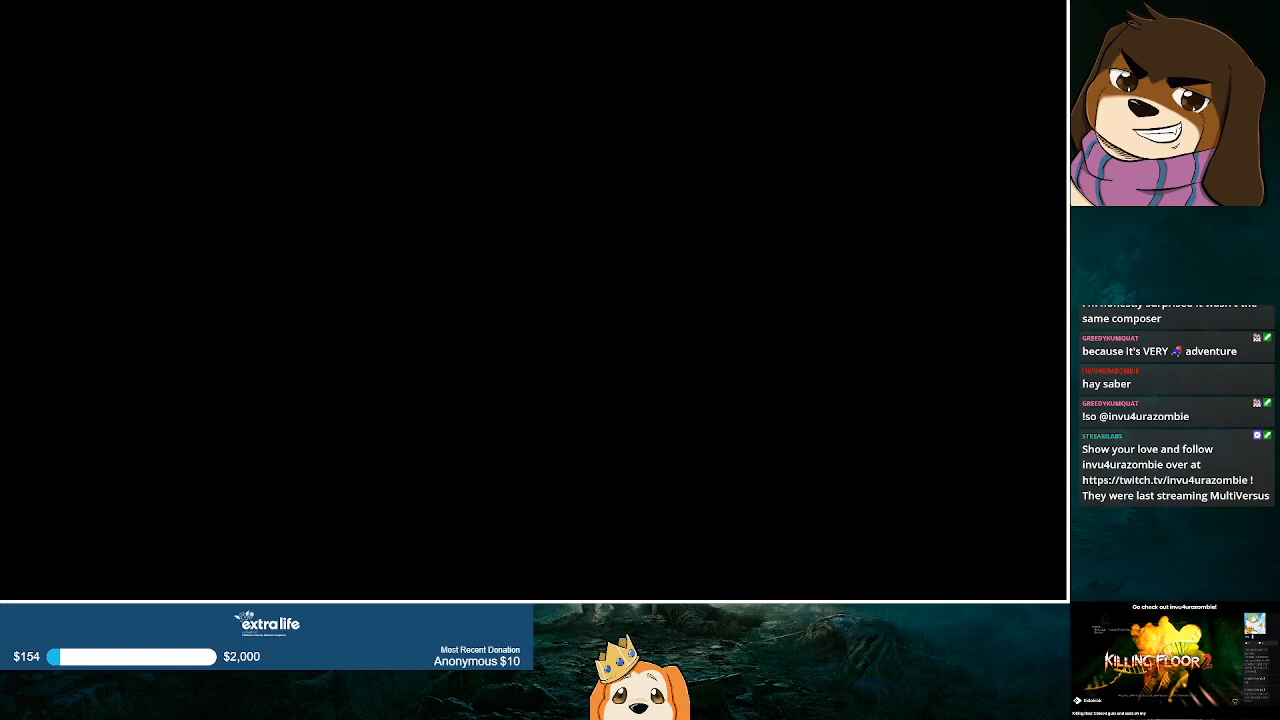 same composer
GREEDYKUMQUAT
because It's VERY adventure
INVU4URAZOMBIE
hay saber
GREEDYKUMQUAT
!so @invu4urazombie
STREAMLABS
Show your love and follow
invu4urazombie over at
https://twitch.tv/invu4urazombie !
They were last streaming MultiVersus
extralife
$154
$2,000
Most Recent Donation
Anonymous $10
Go check out invu4urazombie!
KILLING FLOOR 2